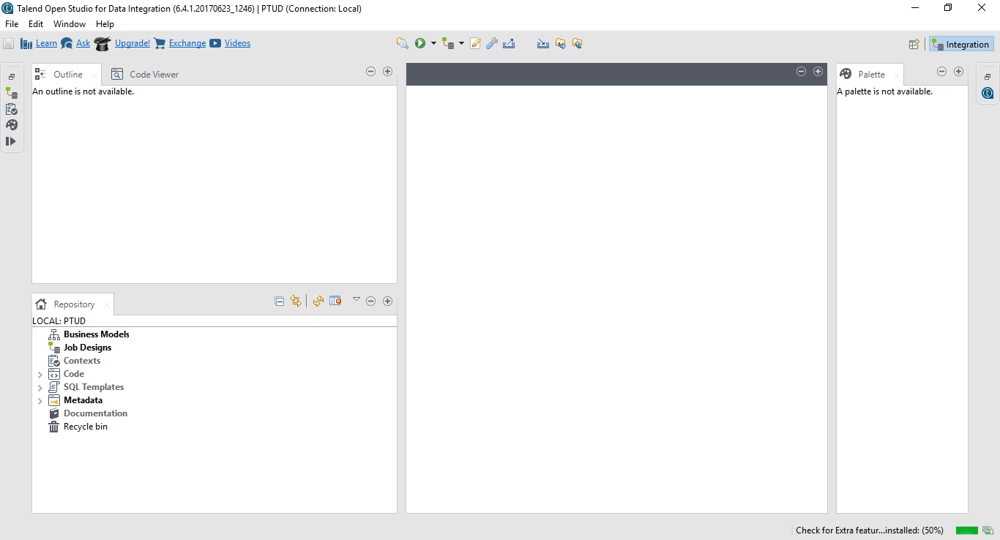 Talend Open Studio for Data Integration (6.4.1.20170623_1246) | PTUD (Connection: Local)
File Edit Window Help
Learn Ask Upgrade! Exchange Videos Integration
Outline Code Viewer
An outline is not available.
Palette
A palette is not available.
Repository
LOCAL: PTUD
Business Models
Job Designs
Contexts
Code
SQL Templates
Metadata
Documentation
Recycle bin
Check for Extra featur...installed: (50%)